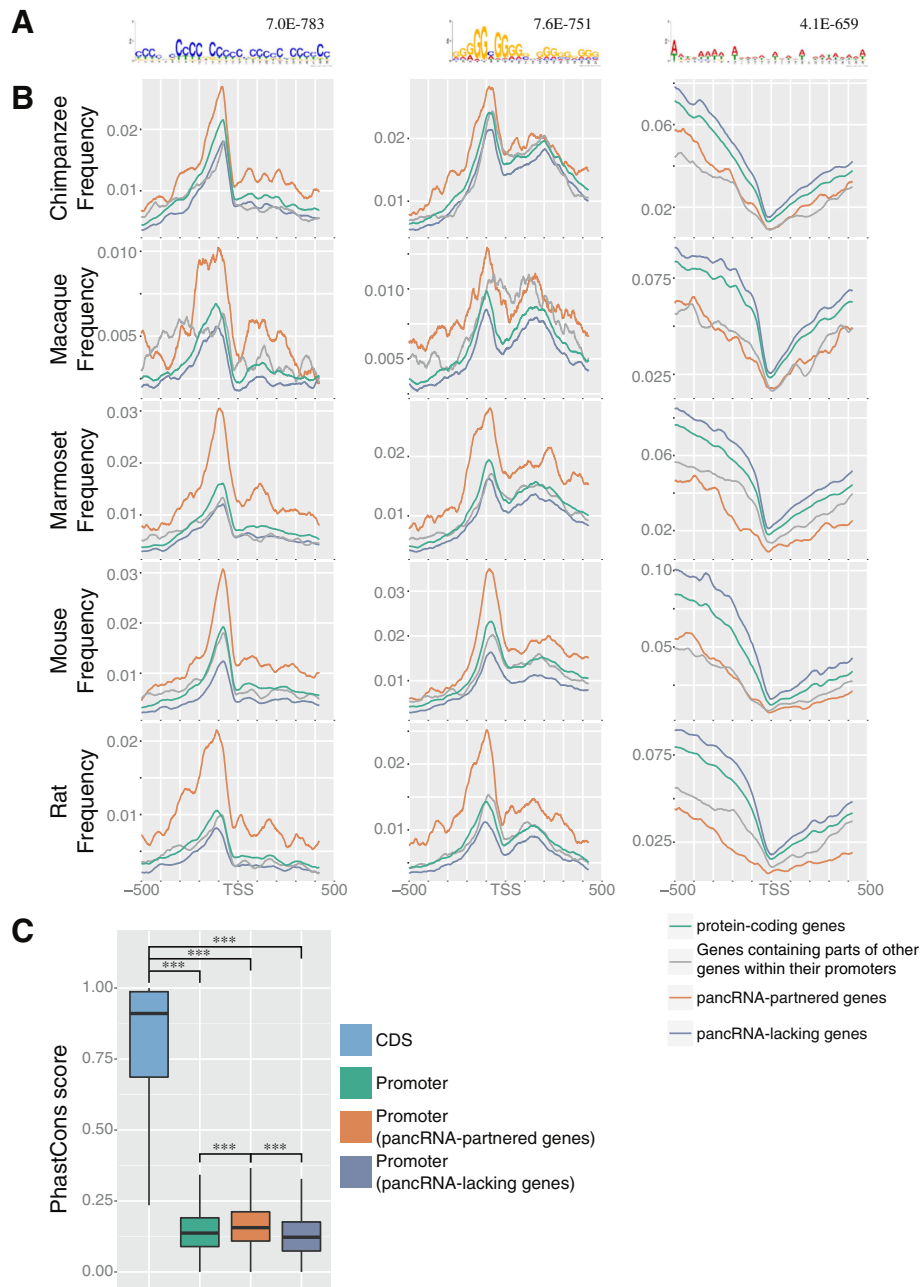 A
7.0E-783
7.6E-751
4.1E-659
B
Chimpanzee
Frequency
0.02
0.01
0.02
0.01
0.06
0.02
Macaque
Frequency
0.010
0.005
0.010
0.005
0.075
0.025
Marmoset
Frequency
0.03
0.02
0.01
0.02
0.01
0.06
0.02
Mouse
Frequency
0.03
0.02
0.01
0.03
0.02
0.01
0.10
0.05
Rat
Frequency
0.02
0.01
0.02
0.01
0.075
0.025
−500 TSS 500
−500 TSS 500
−500 TSS 500
protein-coding genes
Genes containing parts of other
genes within their promoters
pancRNA-partnered genes
pancRNA-lacking genes
C
PhastCons score
1.00
0.75
0.50
0.25
0.00
***
***
***
*** ***
CDS
Promoter
Promoter
(pancRNA-partnered genes)
Promoter
(pancRNA-lacking genes)